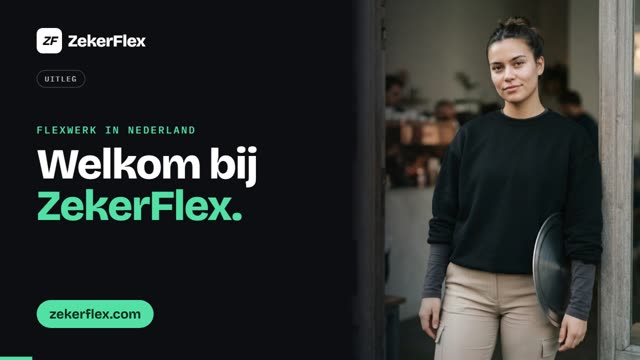 ZF ZekerFlex
UITLEG
FLEXWERK IN NEDERLAND
Welkom bij
ZekerFlex.
zekerflex.com